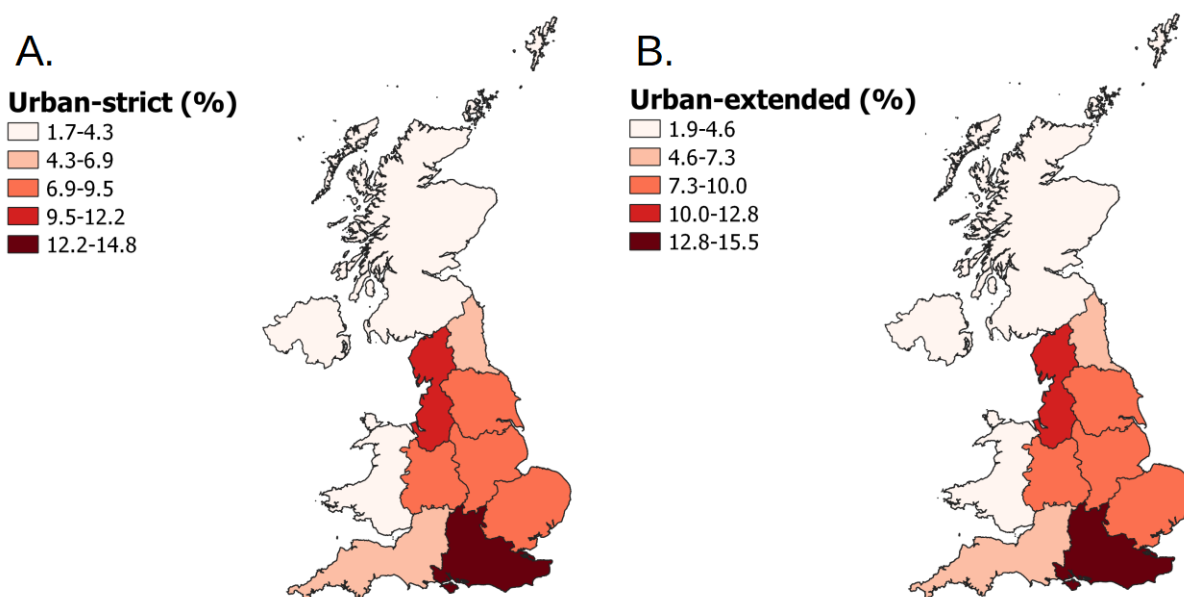 A.
Urban-strict (%)
1.7-4.3
4.3-6.9
6.9-9.5
9.5-12.2
12.2-14.8
B.
Urban-extended (%)
1.9-4.6
4.6-7.3
7.3-10.0
10.0-12.8
12.8-15.5